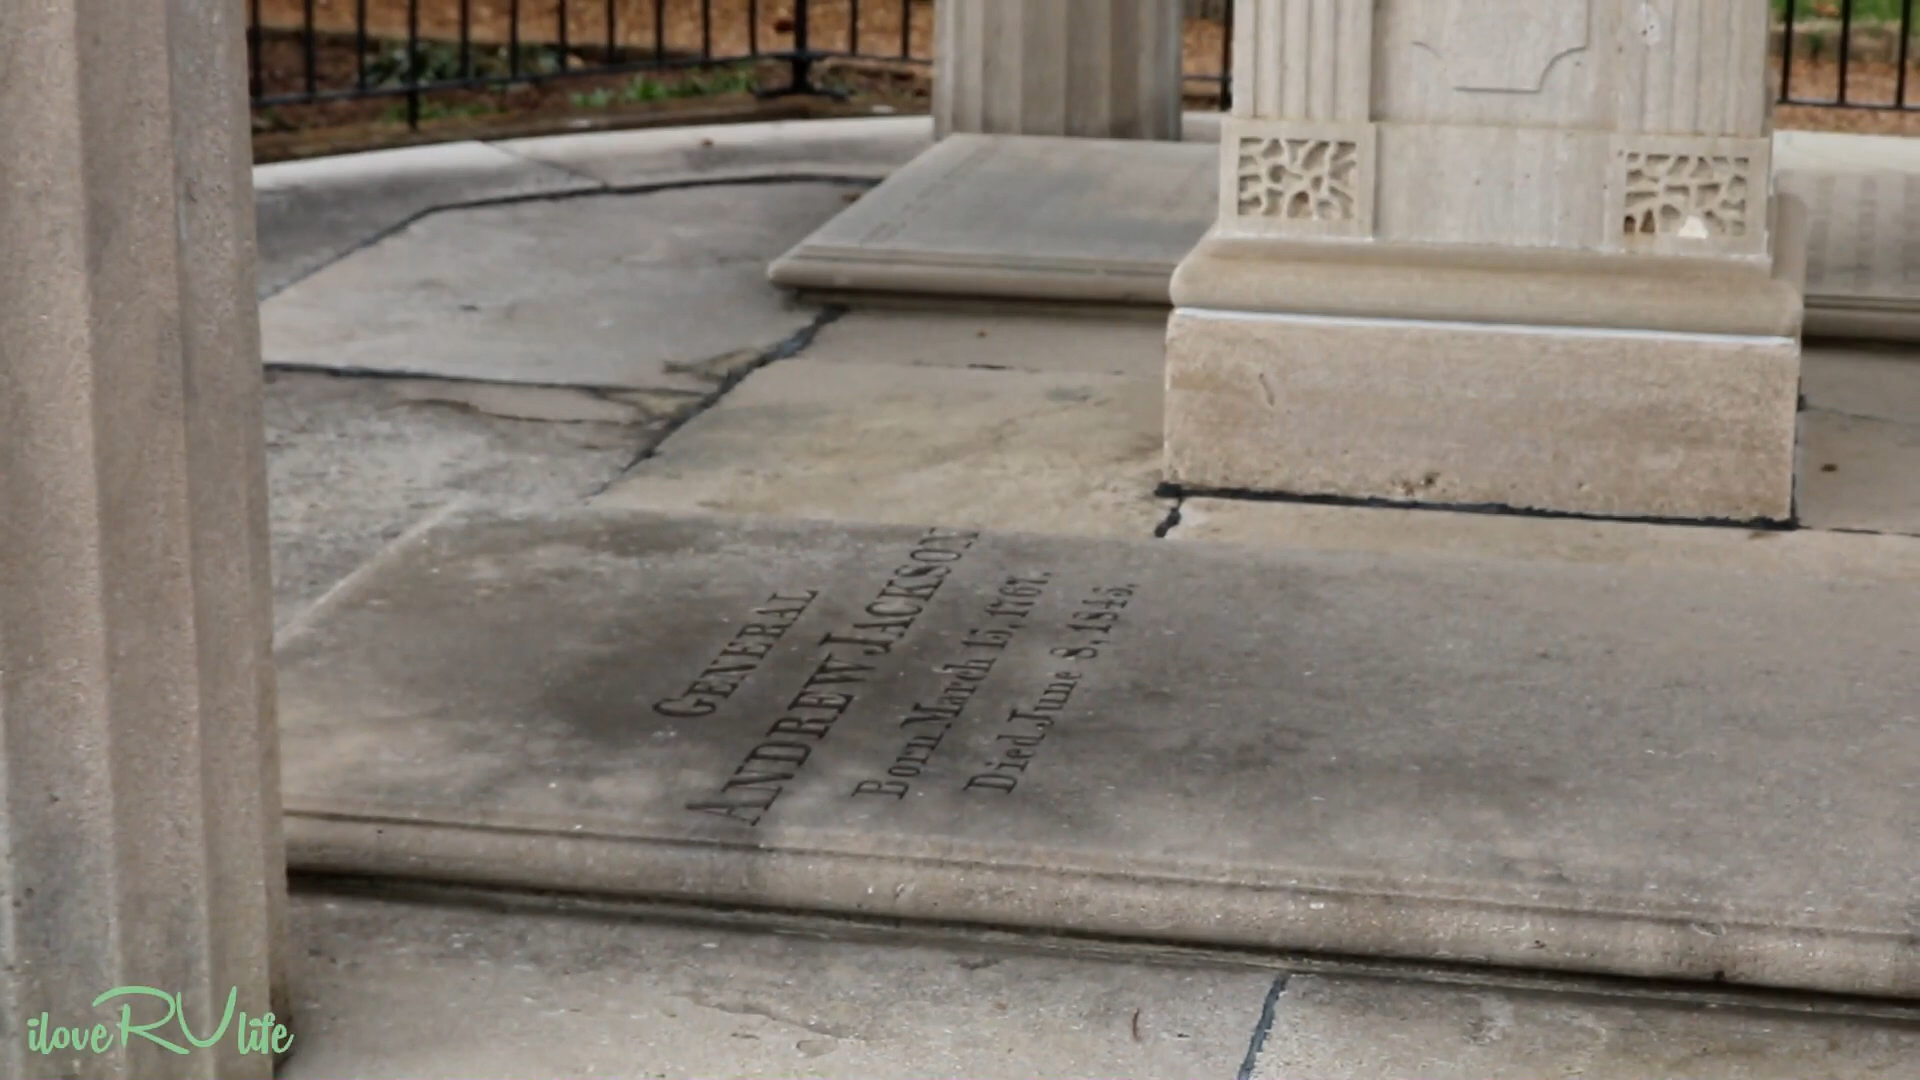 GENERAL
ANDREW JACKSON
Born March 15, 1767.
Died June 8, 1845.
iloveRVlife